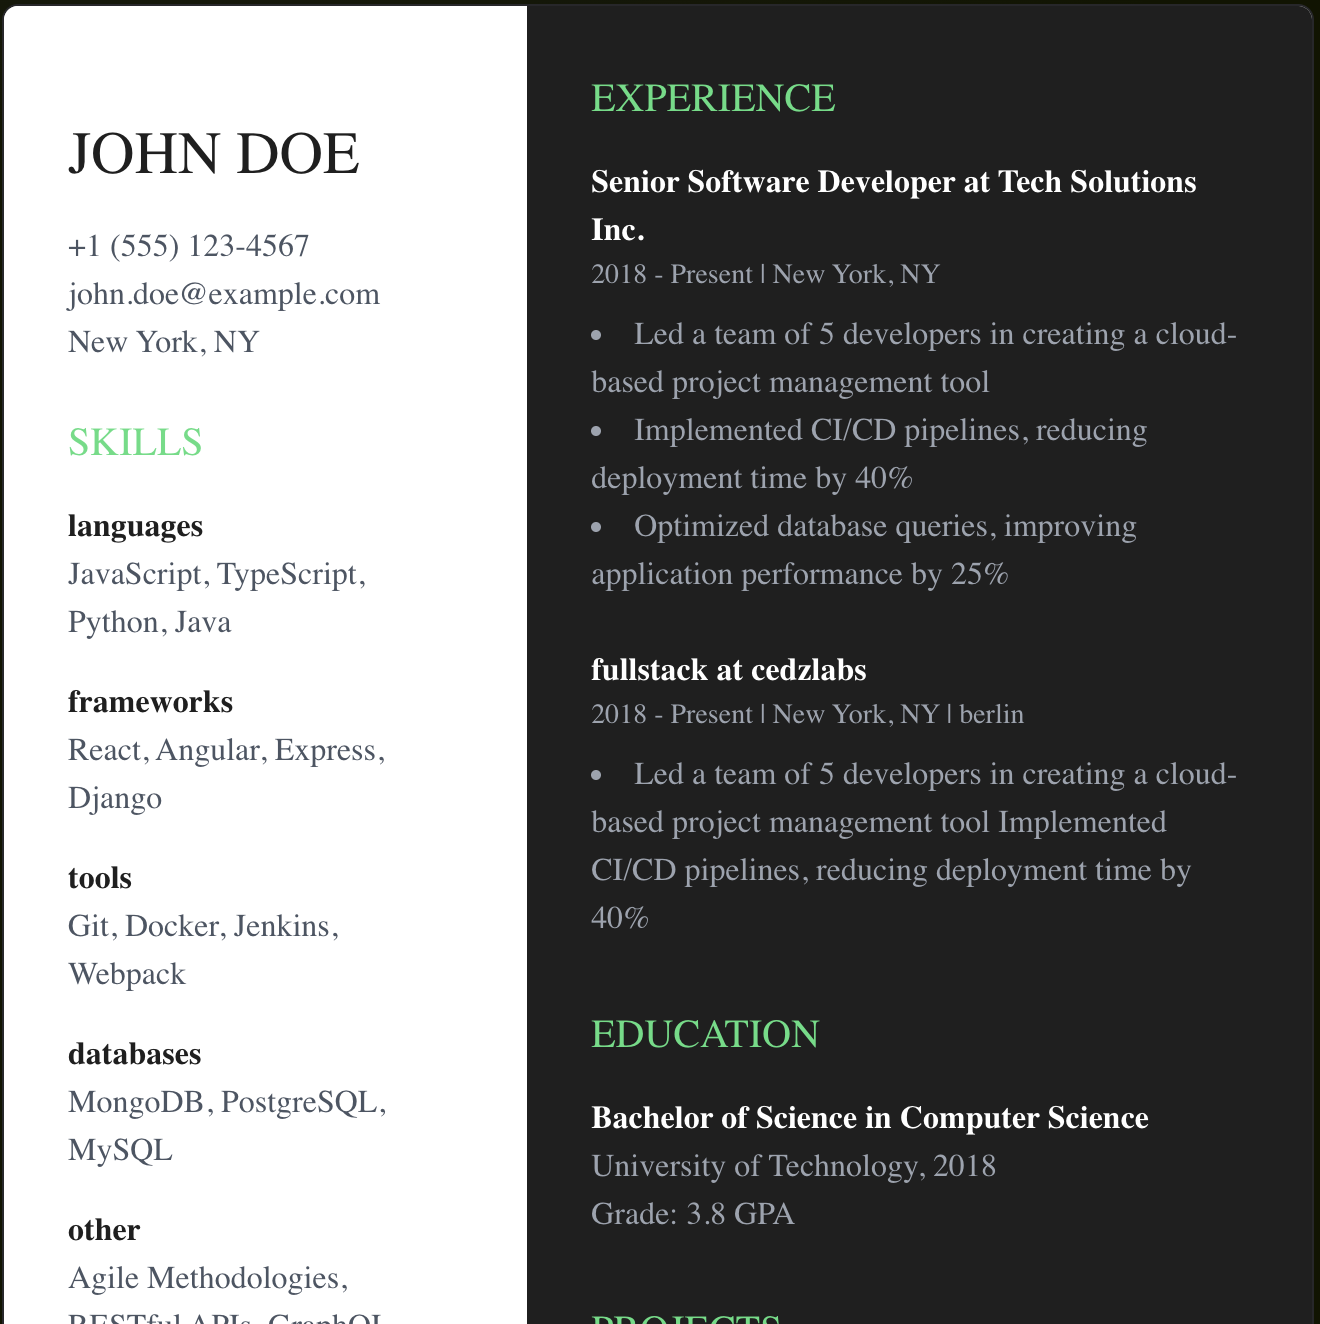 JOHN DOE
+1 (555) 123-4567
john.doe@example.com
New York, NY
SKILLS
languages
JavaScript, TypeScript,
Python, Java
frameworks
React, Angular, Express,
Django
tools
Git, Docker, Jenkins,
Webpack
databases
MongoDB, PostgreSQL,
MySQL
other
Agile Methodologies,
RESTful APIs, GraphQL
EXPERIENCE
Senior Software Developer at Tech Solutions
Inc.
2018 - Present | New York, NY
• Led a team of 5 developers in creating a cloud-
based project management tool
• Implemented CI/CD pipelines, reducing
deployment time by 40%
• Optimized database queries, improving
application performance by 25%
fullstack at cedzlabs
2018 - Present | New York, NY | berlin
• Led a team of 5 developers in creating a cloud-
based project management tool Implemented
CI/CD pipelines, reducing deployment time by
40%
EDUCATION
Bachelor of Science in Computer Science
University of Technology, 2018
Grade: 3.8 GPA
PROJECTS